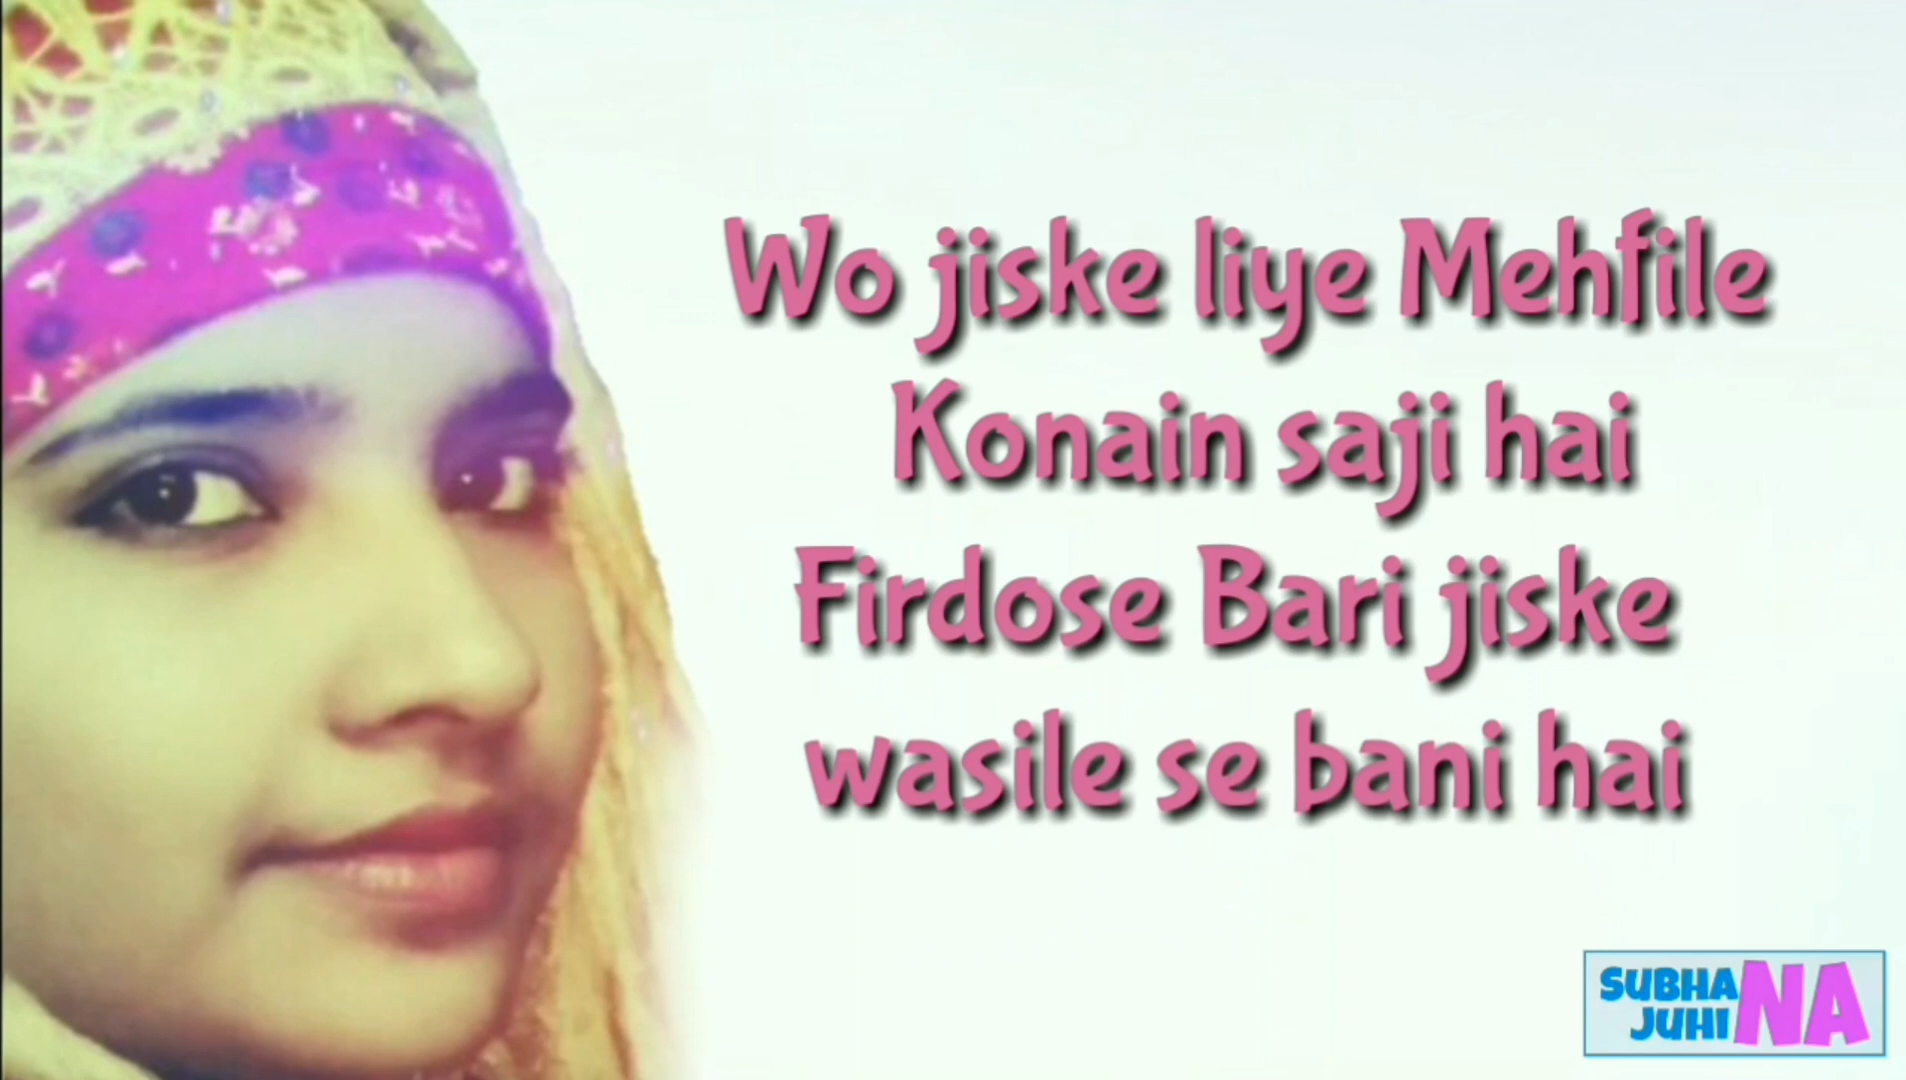 Wo jiske liye Mehfile
Konain saji hai
Firdose Bari jiske
wasile se bani hai
SUBHA NA
JUHI